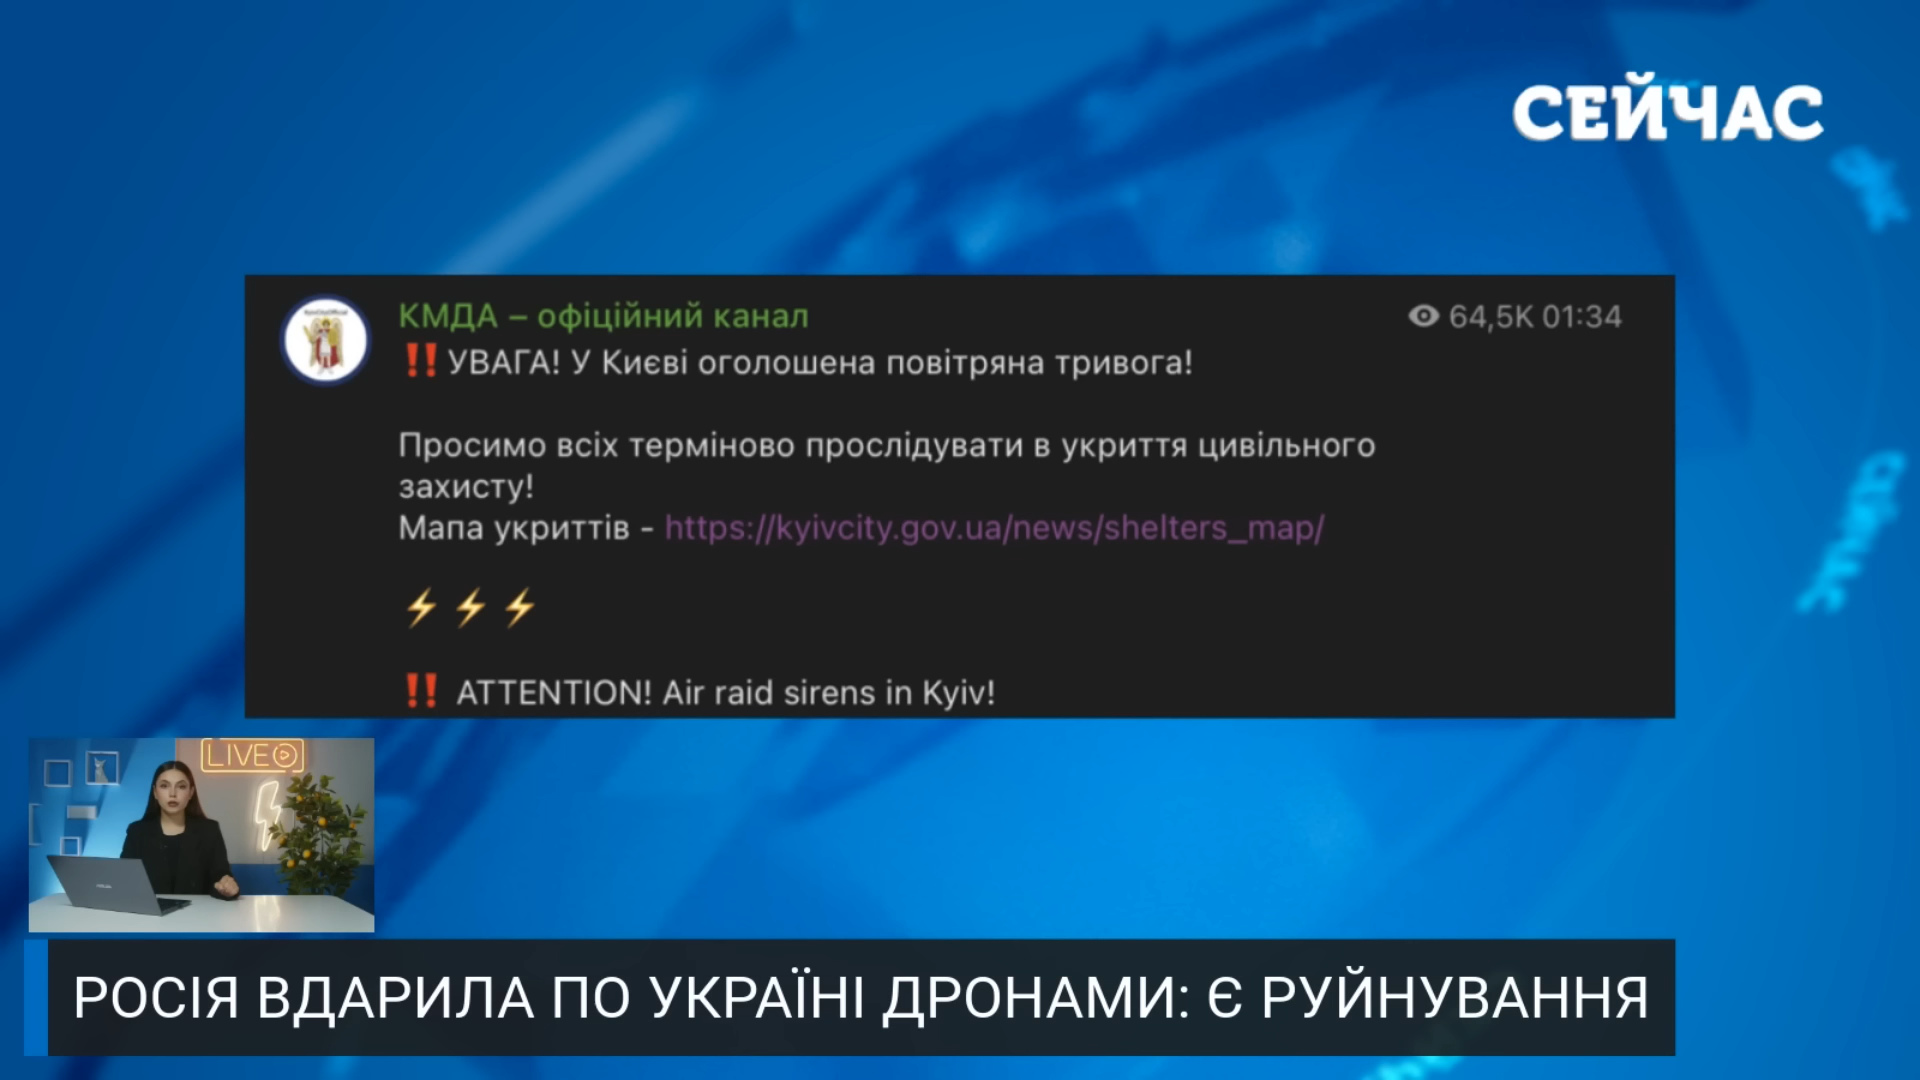 СЕЙЧАС
КМДА – офіційний канал
64,5K 01:34
‼️ УВАГА! У Києві оголошена повітряна тривога!
Просимо всіх терміново прослідувати в укриття цивільного
захисту!
Мапа укриттів - https://kyivcity.gov.ua/news/shelters_map/
⚡ ⚡ ⚡
‼️ ATTENTION! Air raid sirens in Kyiv!
LIVE
РОСІЯ ВДАРИЛА ПО УКРАЇНІ ДРОНАМИ: Є РУЙНУВАННЯ